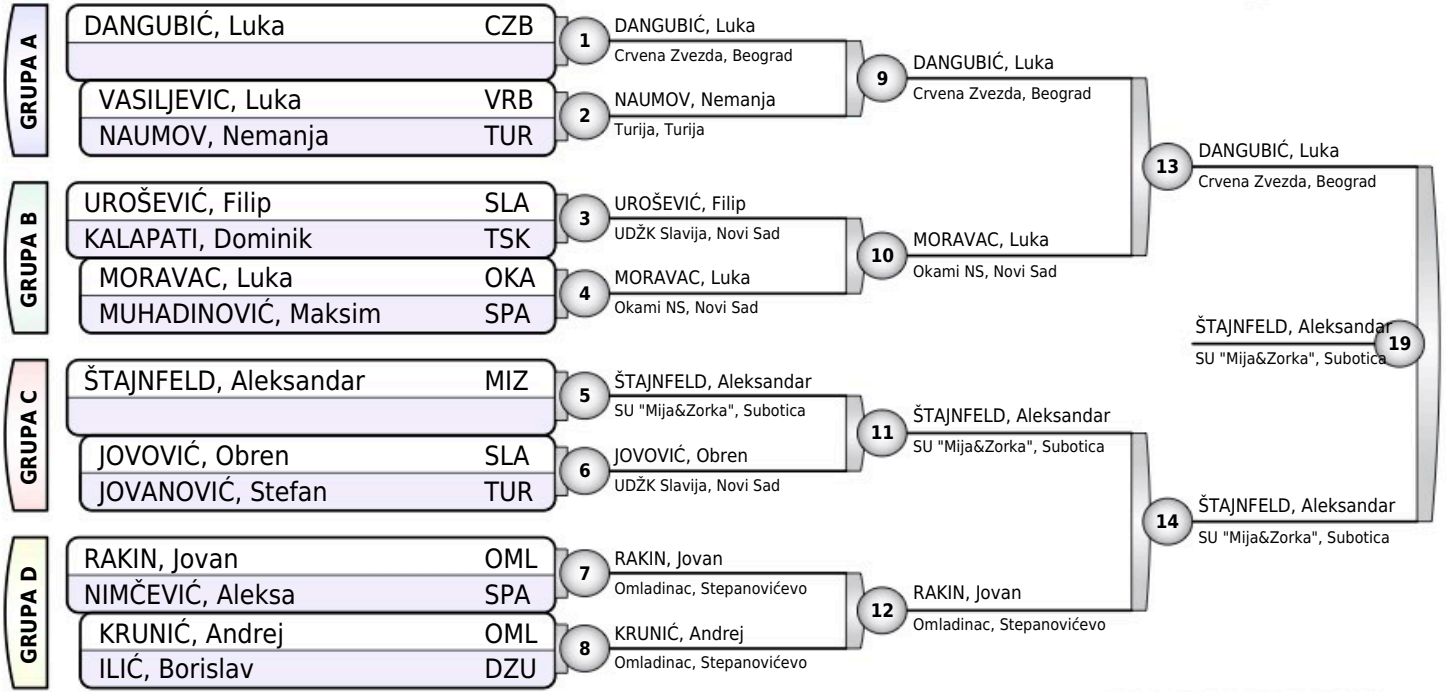 GRUPA A
DANGUBIĆ, Luka CZB
VASILJEVIC, Luka VRB
NAUMOV, Nemanja TUR
GRUPA B
UROŠEVIĆ, Filip SLA
KALAPATI, Dominik TSK
MORAVAC, Luka OKA
MUHADINOVIĆ, Maksim SPA
GRUPA C
ŠTAJNFELD, Aleksandar MIZ
JOVOVIĆ, Obren SLA
JOVANOVIĆ, Stefan TUR
GRUPA D
RAKIN, Jovan OML
NIMČEVIĆ, Aleksa SPA
KRUNIĆ, Andrej OML
ILIĆ, Borislav DZU
1
DANGUBIĆ, Luka
Crvena Zvezda, Beograd
2
NAUMOV, Nemanja
Turija, Turija
3
UROŠEVIĆ, Filip
UDŽK Slavija, Novi Sad
4
MORAVAC, Luka
Okami NS, Novi Sad
5
ŠTAJNFELD, Aleksandar
SU "Mija&Zorka", Subotica
6
JOVOVIĆ, Obren
UDŽK Slavija, Novi Sad
7
RAKIN, Jovan
Omladinac, Stepanovićevo
8
KRUNIĆ, Andrej
Omladinac, Stepanovićevo
9
DANGUBIĆ, Luka
Crvena Zvezda, Beograd
10
MORAVAC, Luka
Okami NS, Novi Sad
11
ŠTAJNFELD, Aleksandar
SU "Mija&Zorka", Subotica
12
RAKIN, Jovan
Omladinac, Stepanovićevo
13
DANGUBIĆ, Luka
Crvena Zvezda, Beograd
14
ŠTAJNFELD, Aleksandar
SU "Mija&Zorka", Subotica
ŠTAJNFELD, Aleksandar
SU "Mija&Zorka", Subotica
19